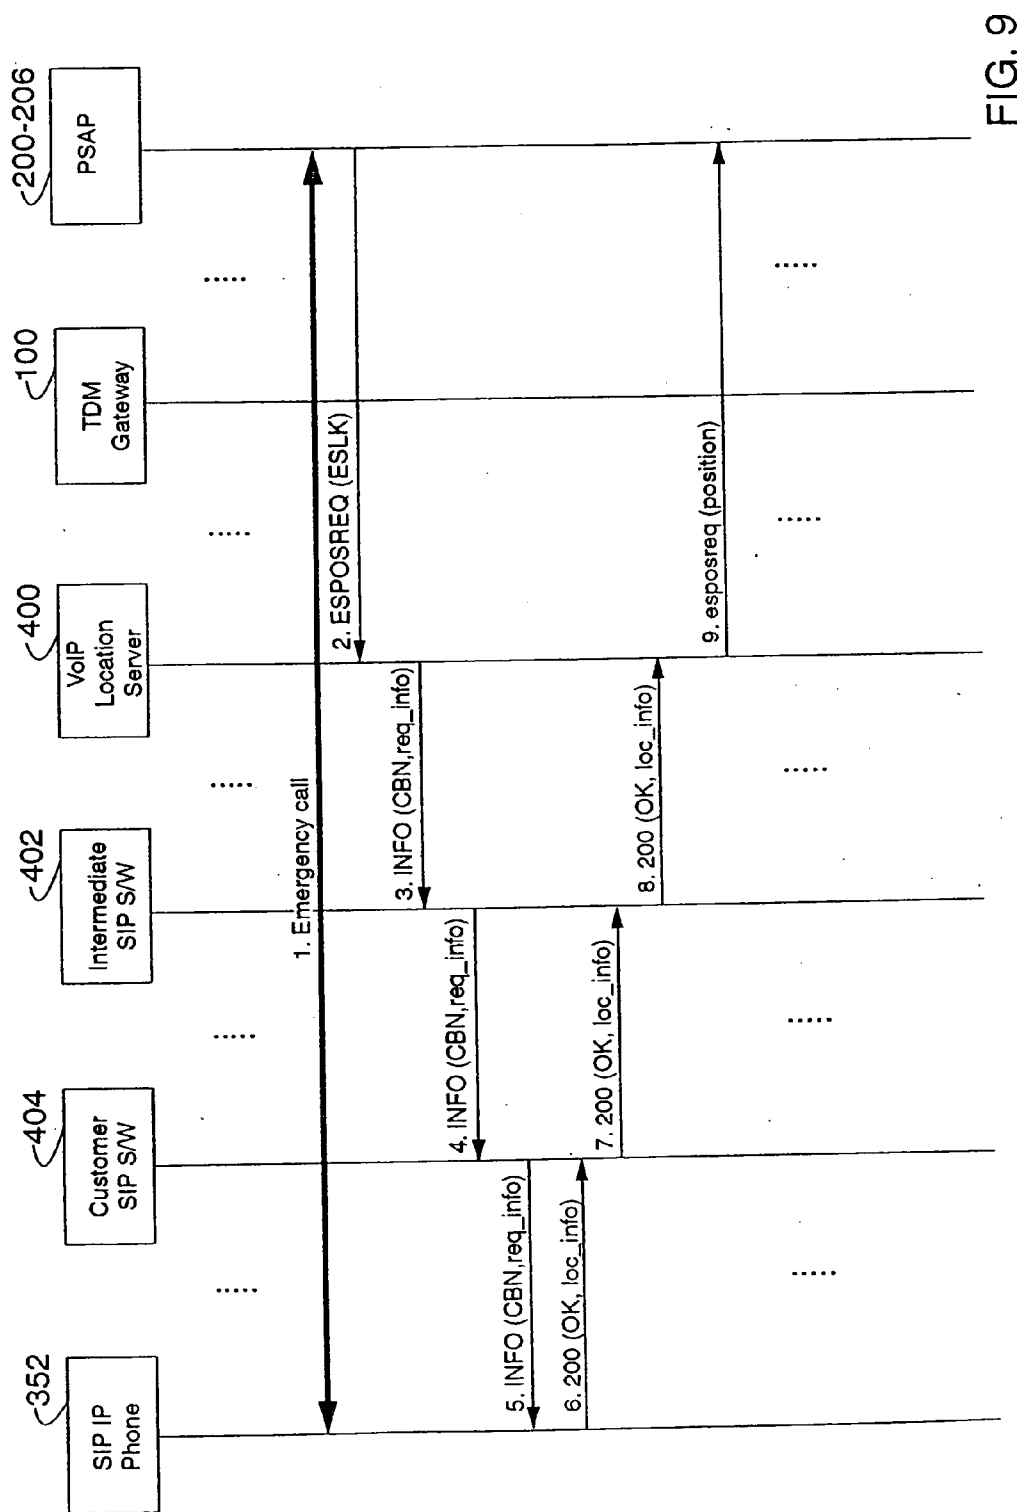 352
SIP IP
Phone
404
Customer
SIP S/W
402
Intermediate
SIP S/W
400
VoIP
Location
Server
100
TDM
Gateway
200-206
PSAP
1. Emergency call
2. ESPOSREQ (ESLK)
3. INFO (CBN,req_info)
4. INFO (CBN,req_info)
5. INFO (CBN,req_info)
6. 200 (OK, loc_info)
7. 200 (OK, loc_info)
8. 200 (OK, loc_info)
9. esposreq (position)
FIG. 9